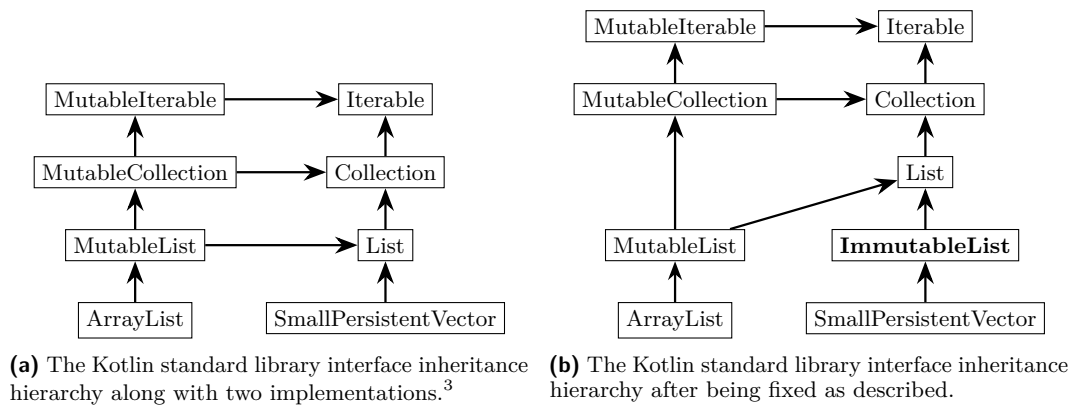 MutableIterable Iterable
MutableCollection Collection
MutableList List
ArrayList SmallPersistentVector
(a) The Kotlin standard library interface inheritance
hierarchy along with two implementations.3
MutableIterable Iterable
MutableCollection Collection
List
MutableList ImmutableList
ArrayList SmallPersistentVector
(b) The Kotlin standard library interface inheritance
hierarchy after being fixed as described.